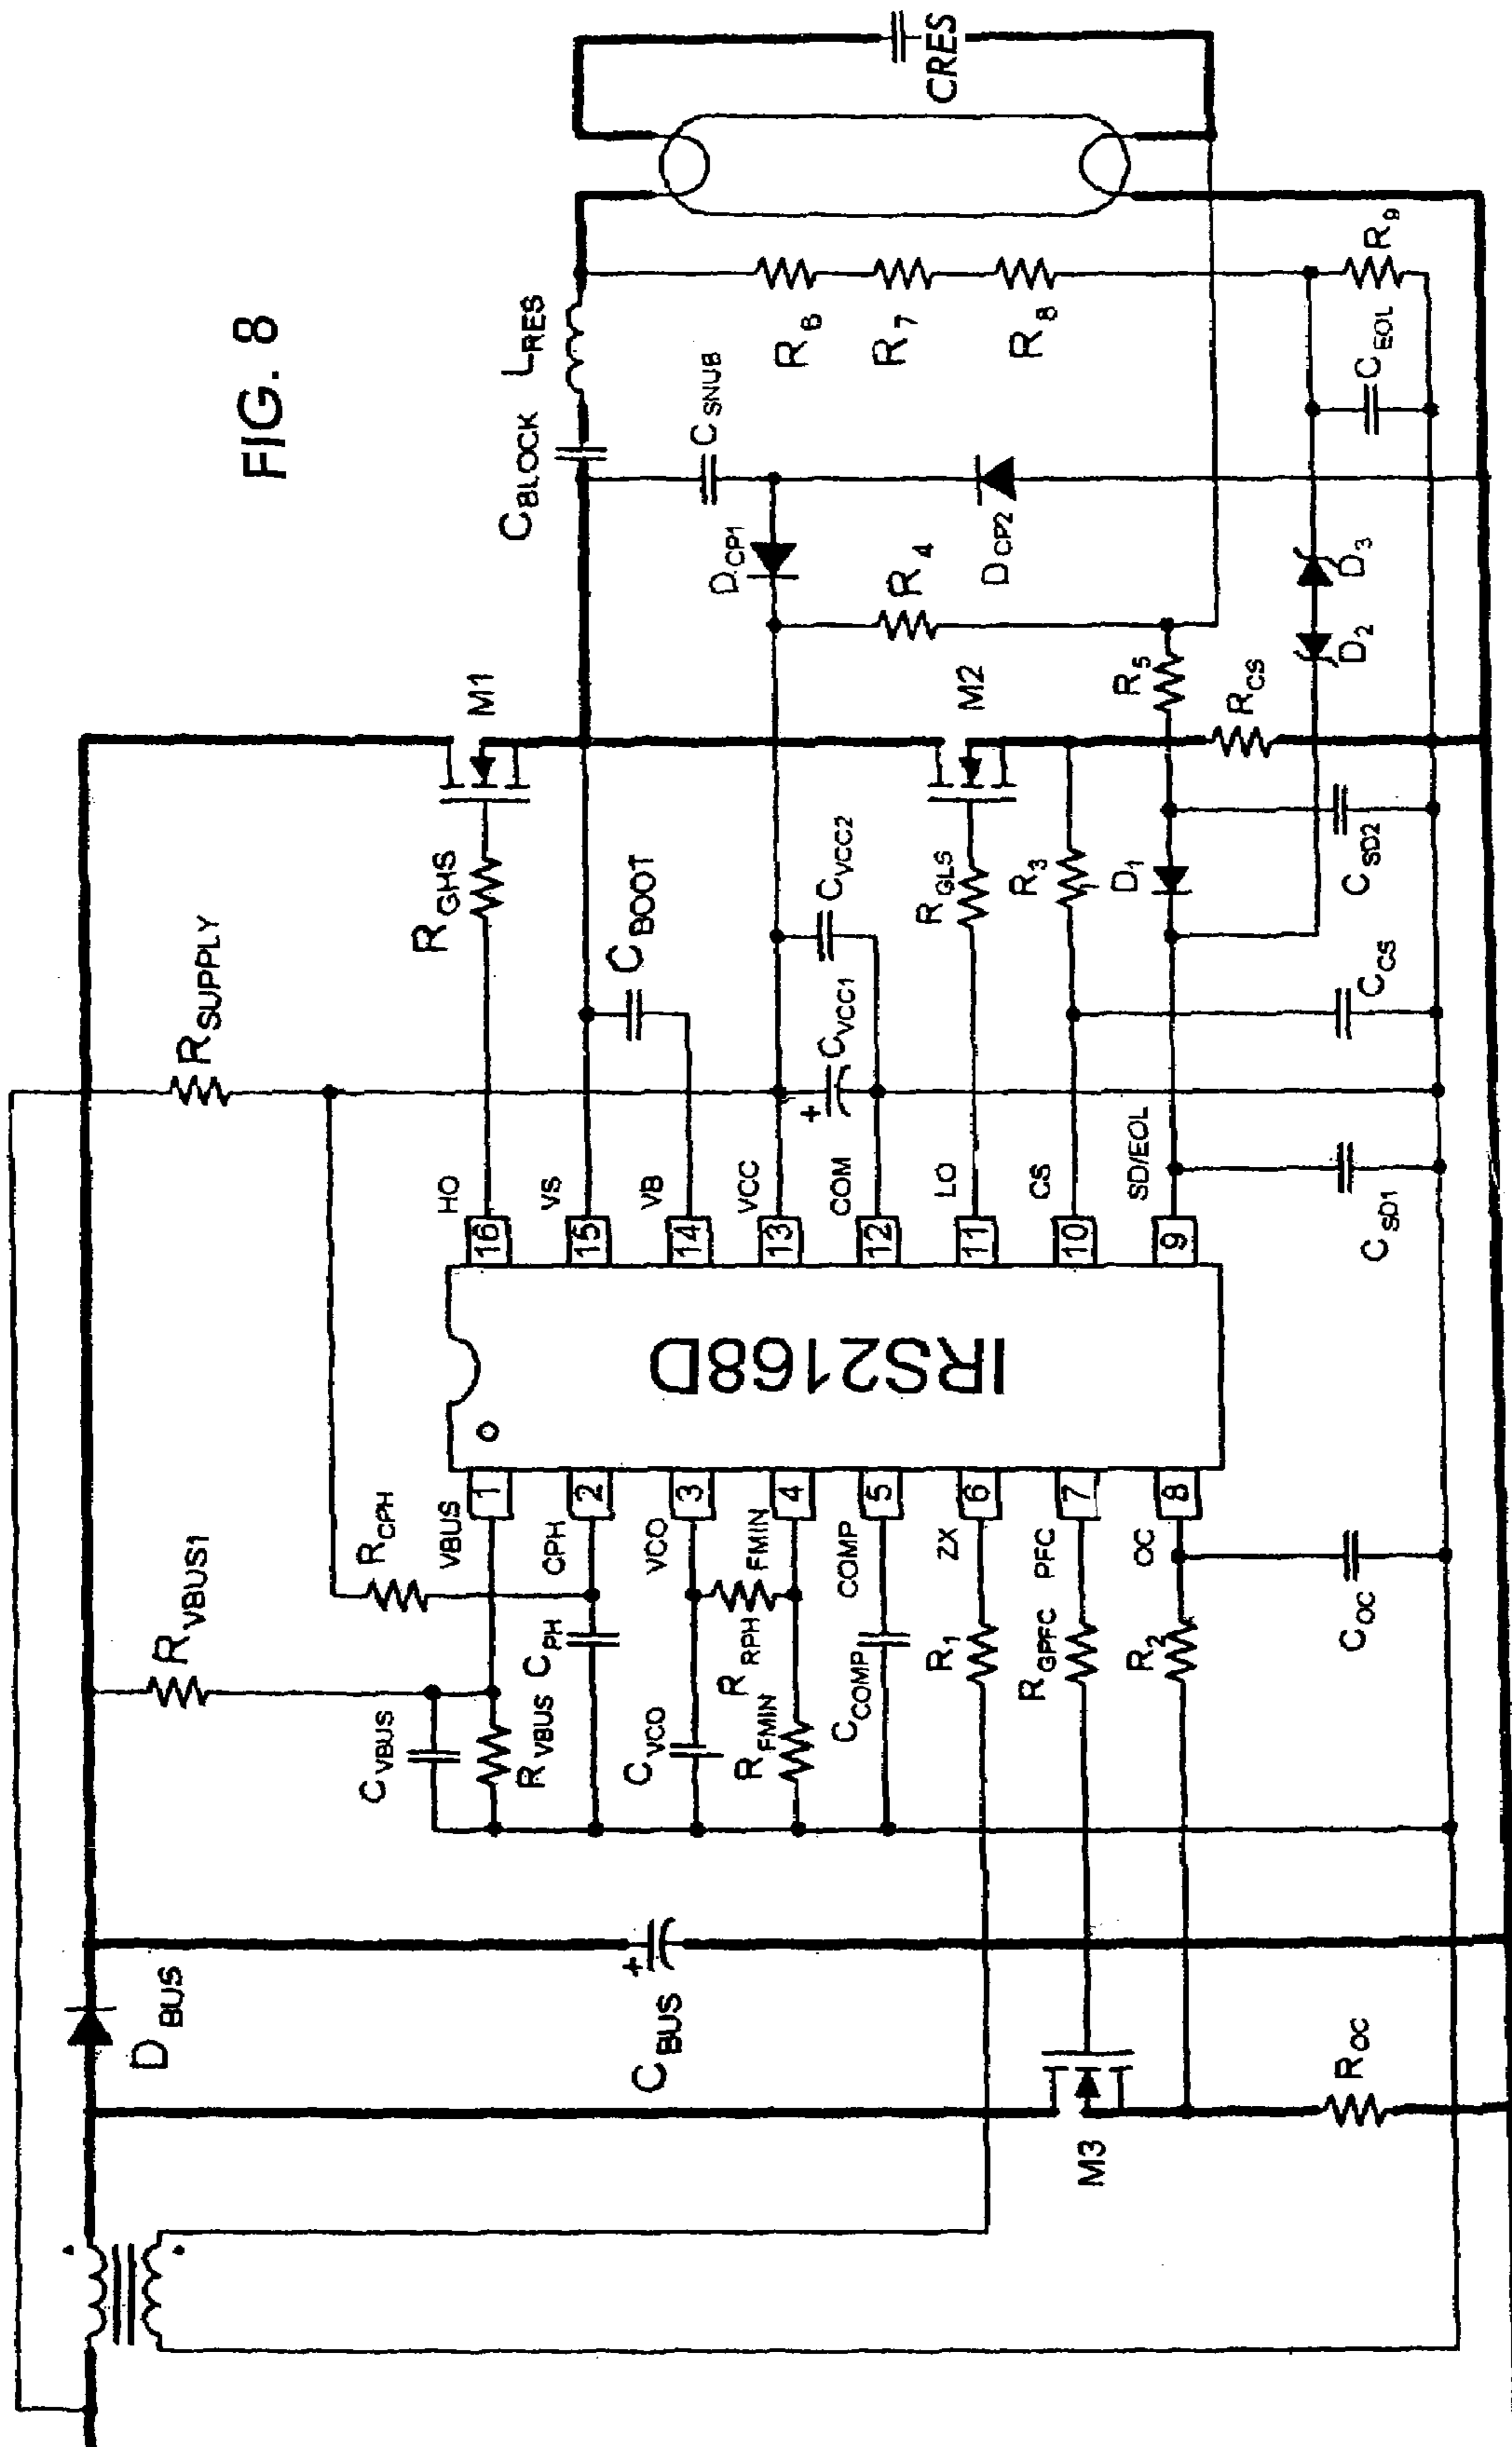 FIG. 8
CRES
CBLOCK
LRES
CSNUB
DCP1
DCP2
R4
R6
R7
R8
R9
CEOL
D3
D2
R5
RCS
M1
M2
RGHS
RSUPPLY
CBOOT
CVCC2
CVCC1
+
RGLS
R3
D1
CSD2
CCS
CSD1
HO
VS
VB
VCC
COM
LO
CS
SD/EOL
16
15
14
13
12
11
10
9
IRS2168D
1
2
3
4
5
6
7
8
VBUS
CPH
VCO
FMIN
COMP
ZX
PFC
OC
RVBUS1
RCPH
CVBUS
RVBUS
CPH
CVCO
RRPH
RFMIN
CCOMP
R1
RGPFC
R2
COC
DBUS
CBUS
+
M3
ROC